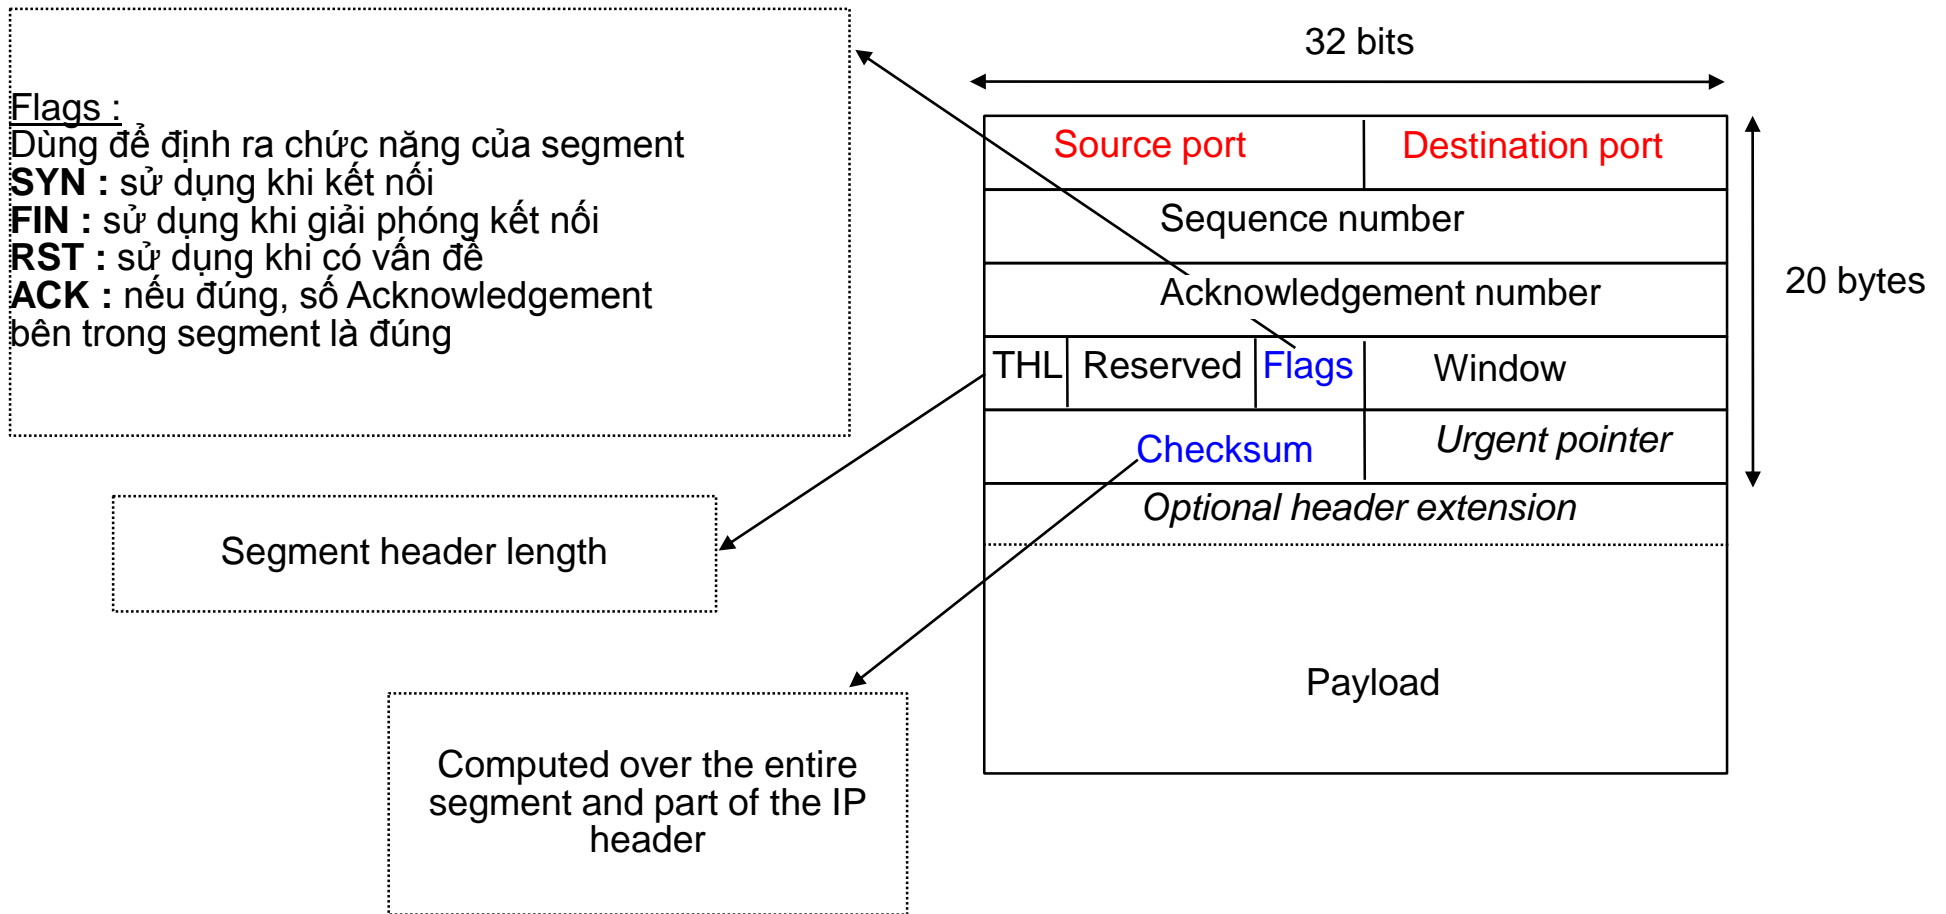 Flags :
Dùng để định ra chức năng của segment
SYN : sử dụng khi kết nối
FIN : sử dụng khi giải phóng kết nối
RST : sử dụng khi có vấn đề
ACK : nếu đúng, số Acknowledgement
bên trong segment là đúng
32 bits
Source port
Destination port
Sequence number
Acknowledgement number
20 bytes
THL
Reserved
Flags
Window
Checksum
Urgent pointer
Optional header extension
Segment header length
Payload
Computed over the entire
segment and part of the IP
header